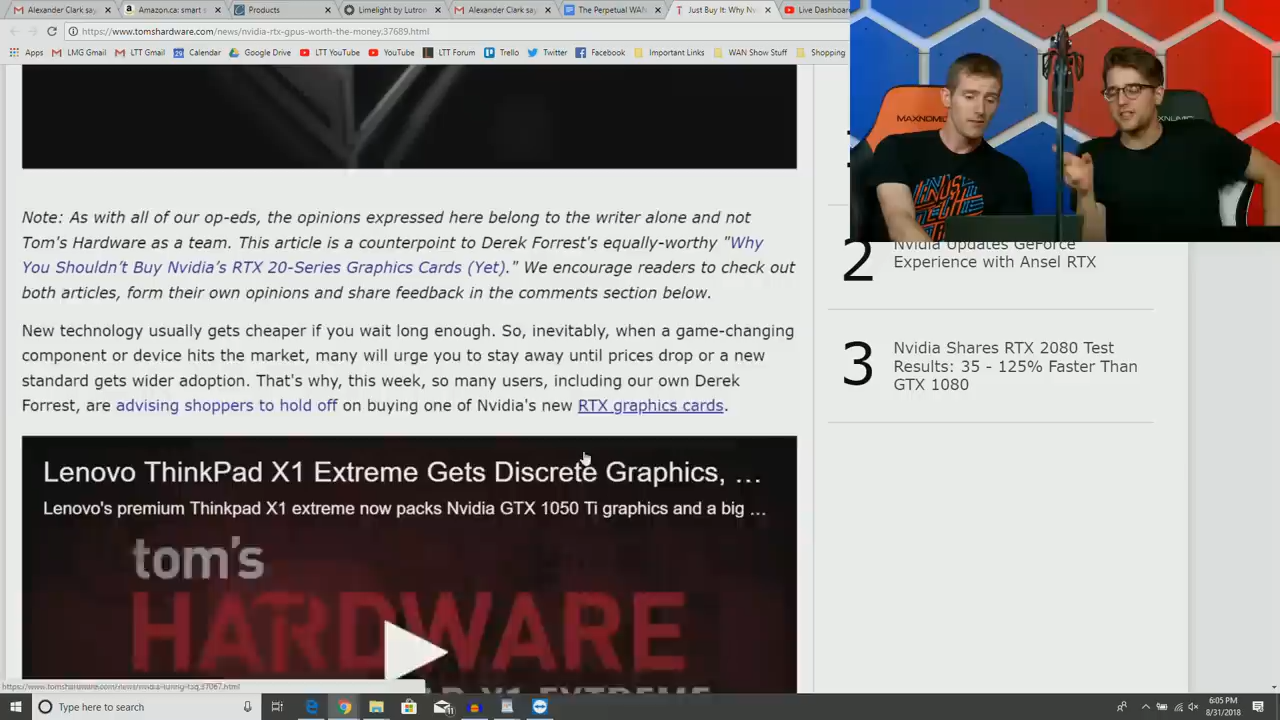 Alexander Clark say
Amazon.ca: smart s
Products
Limelight by Lutron
Alexander Clark say
The Perpetual WAN
Just Buy It: Why Nv
Live Dashboard
https://www.tomshardware.com/news/nvidia-rtx-gpus-worth-the-money,37689.html
Apps
LMG Gmail
LTT Gmail
Calendar
Google Drive
LTT YouTube
YouTube
LTT Forum
Trello
Twitter
Facebook
Important Links
WAN Show Stuff
Shopping
MAXNOMIC
Note: As with all of our op-eds, the opinions expressed here belong to the writer alone and not
Tom's Hardware as a team. This article is a counterpoint to Derek Forrest's equally-worthy "Why
You Shouldn't Buy Nvidia's RTX 20-Series Graphics Cards (Yet)." We encourage readers to check out
both articles, form their own opinions and share feedback in the comments section below.
New technology usually gets cheaper if you wait long enough. So, inevitably, when a game-changing
component or device hits the market, many will urge you to stay away until prices drop or a new
standard gets wider adoption. That's why, this week, so many users, including our own Derek
Forrest, are advising shoppers to hold off on buying one of Nvidia's new RTX graphics cards.
Lenovo ThinkPad X1 Extreme Gets Discrete Graphics, ...
Lenovo's premium Thinkpad X1 extreme now packs Nvidia GTX 1050 Ti graphics and a big ...
tom's
HARDWARE
2
Nvidia Updates GeForce
Experience with Ansel RTX
3
Nvidia Shares RTX 2080 Test
Results: 35 - 125% Faster Than
GTX 1080
Type here to search
6:05 PM
8/31/2018